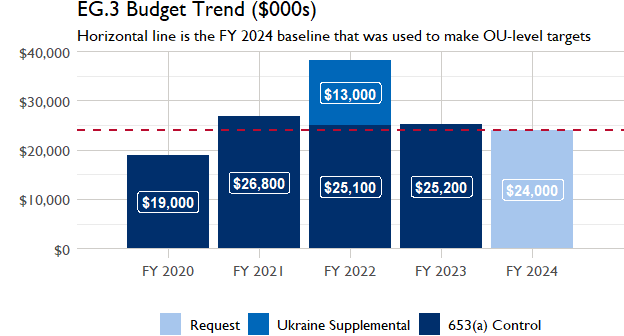 EG.3 Budget Trend ($000s)
Horizontal line is the FY 2024 baseline that was used to make OU-level targets
$40,000
$30,000
$20,000
$10,000
$0
$19,000
$26,800
$13,000
$25,100
$25,200
$24,000
FY 2020 FY 2021 FY 2022 FY 2023 FY 2024
Request Ukraine Supplemental 653(a) Control